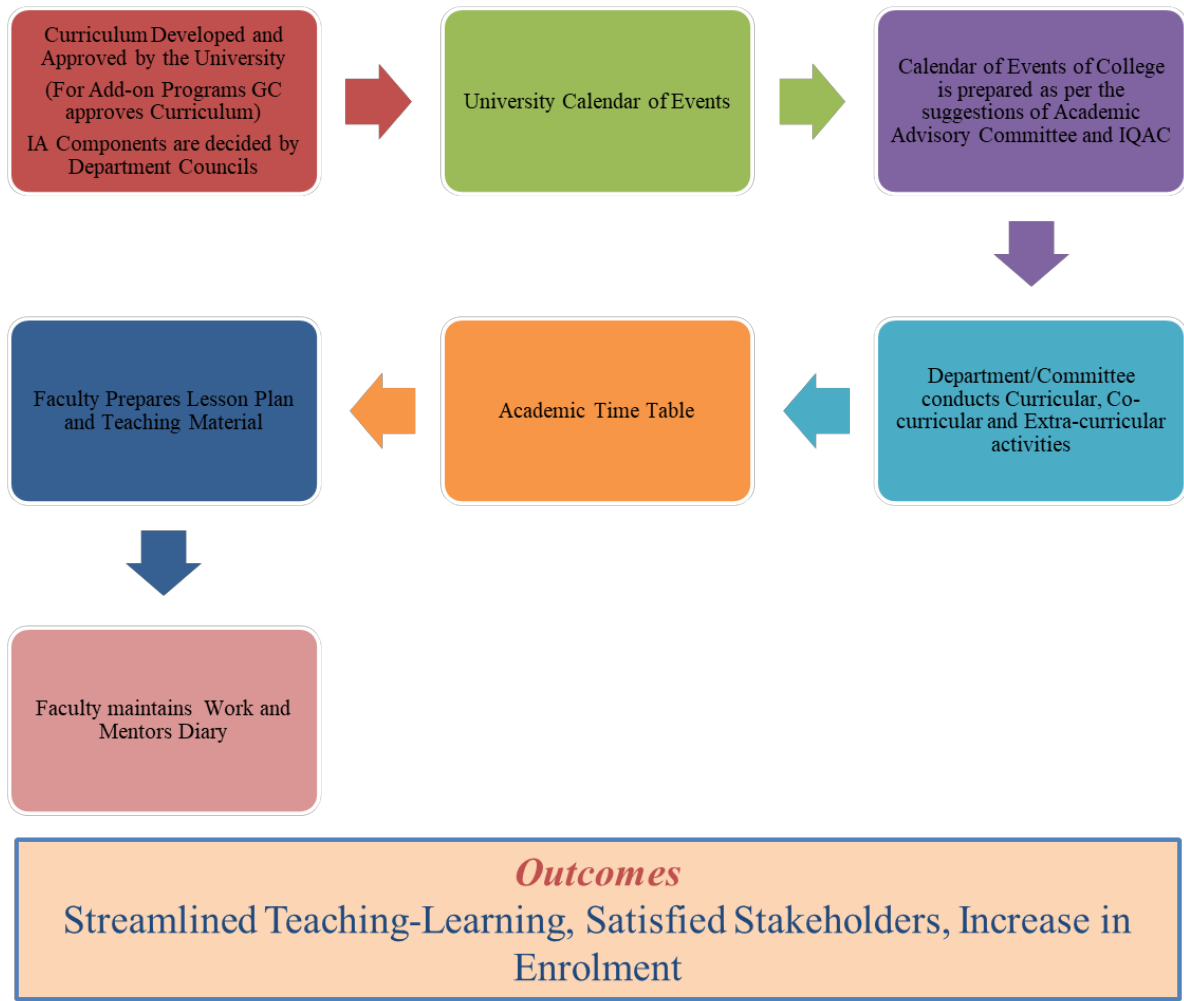 Curriculum Developed and
Approved by the University
(For Add-on Programs GC
approves Curriculum)
IA Components are decided by
Department Councils
University Calendar of Events
Calendar of Events of College
is prepared as per the
suggestions of Academic
Advisory Committee and IQAC
Department/Committee
conducts Curricular, Co-
curricular and Extra-curricular
activities
Academic Time Table
Faculty Prepares Lesson Plan
and Teaching Material
Faculty maintains Work and
Mentors Diary
Outcomes
Streamlined Teaching-Learning, Satisfied Stakeholders, Increase in
Enrolment